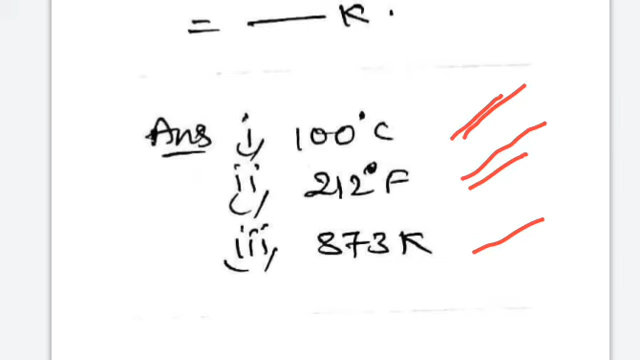 = — K.
Ans i) 100°C
ii) 212°F
iii) 873K